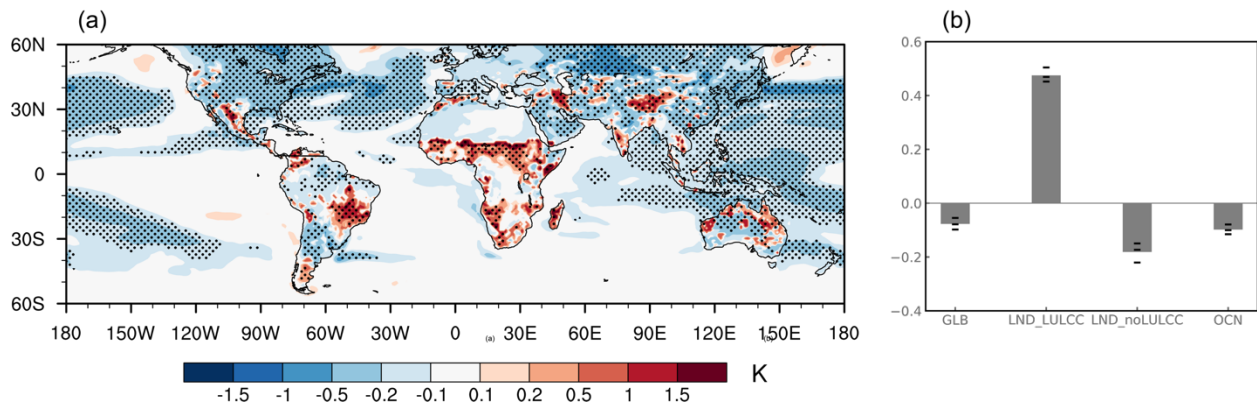 (a)
(b)
60N
30N
0
30S
60S
180 150W 120W 90W 60W 30W 0 30E 60E 90E 120E 150E 180
(a)
(b)
-1.5 -1 -0.5 -0.2 -0.1 0.1 0.2 0.5 1 1.5
K
0.6
0.4
0.2
0.0
−0.2
−0.4
GLB LND_LULCC LND_noLULCC OCN